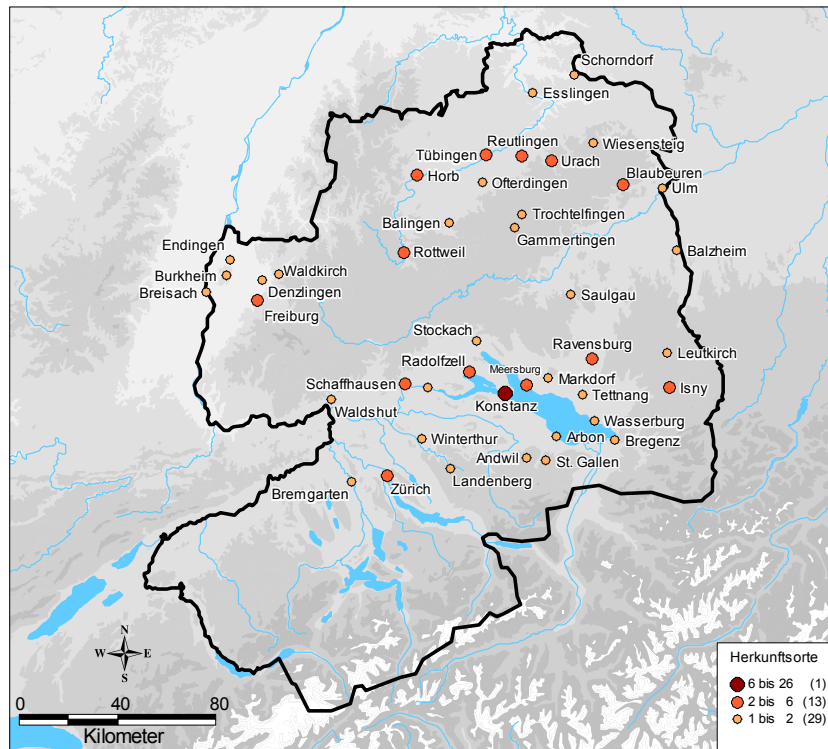 Schorndorf
Esslingen
Wiesensteig
Reutlingen
Tübingen
Urach
Horb
Ofterdingen
Blaubeuren
Ulm
Trochtelfingen
Balingen
Gammertingen
Rottweil
Balzheim
Endingen
Waldkirch
Burkheim
Breisach
Denzlingen
Freiburg
Saulgau
Stockach
Ravensburg
Leutkirch
Radolfzell
Meersburg
Markdorf
Schaffhausen
Isny
Tettnang
Konstanz
Waldshut
Wasserburg
Winterthur
Arbon
Bregenz
Andwil
St. Gallen
Landenberg
Zürich
Bremgarten
N
W E
S
0 40 80
Kilometer
Herkunftsorte
6 bis 26 (1)
2 bis 6 (13)
1 bis 2 (29)